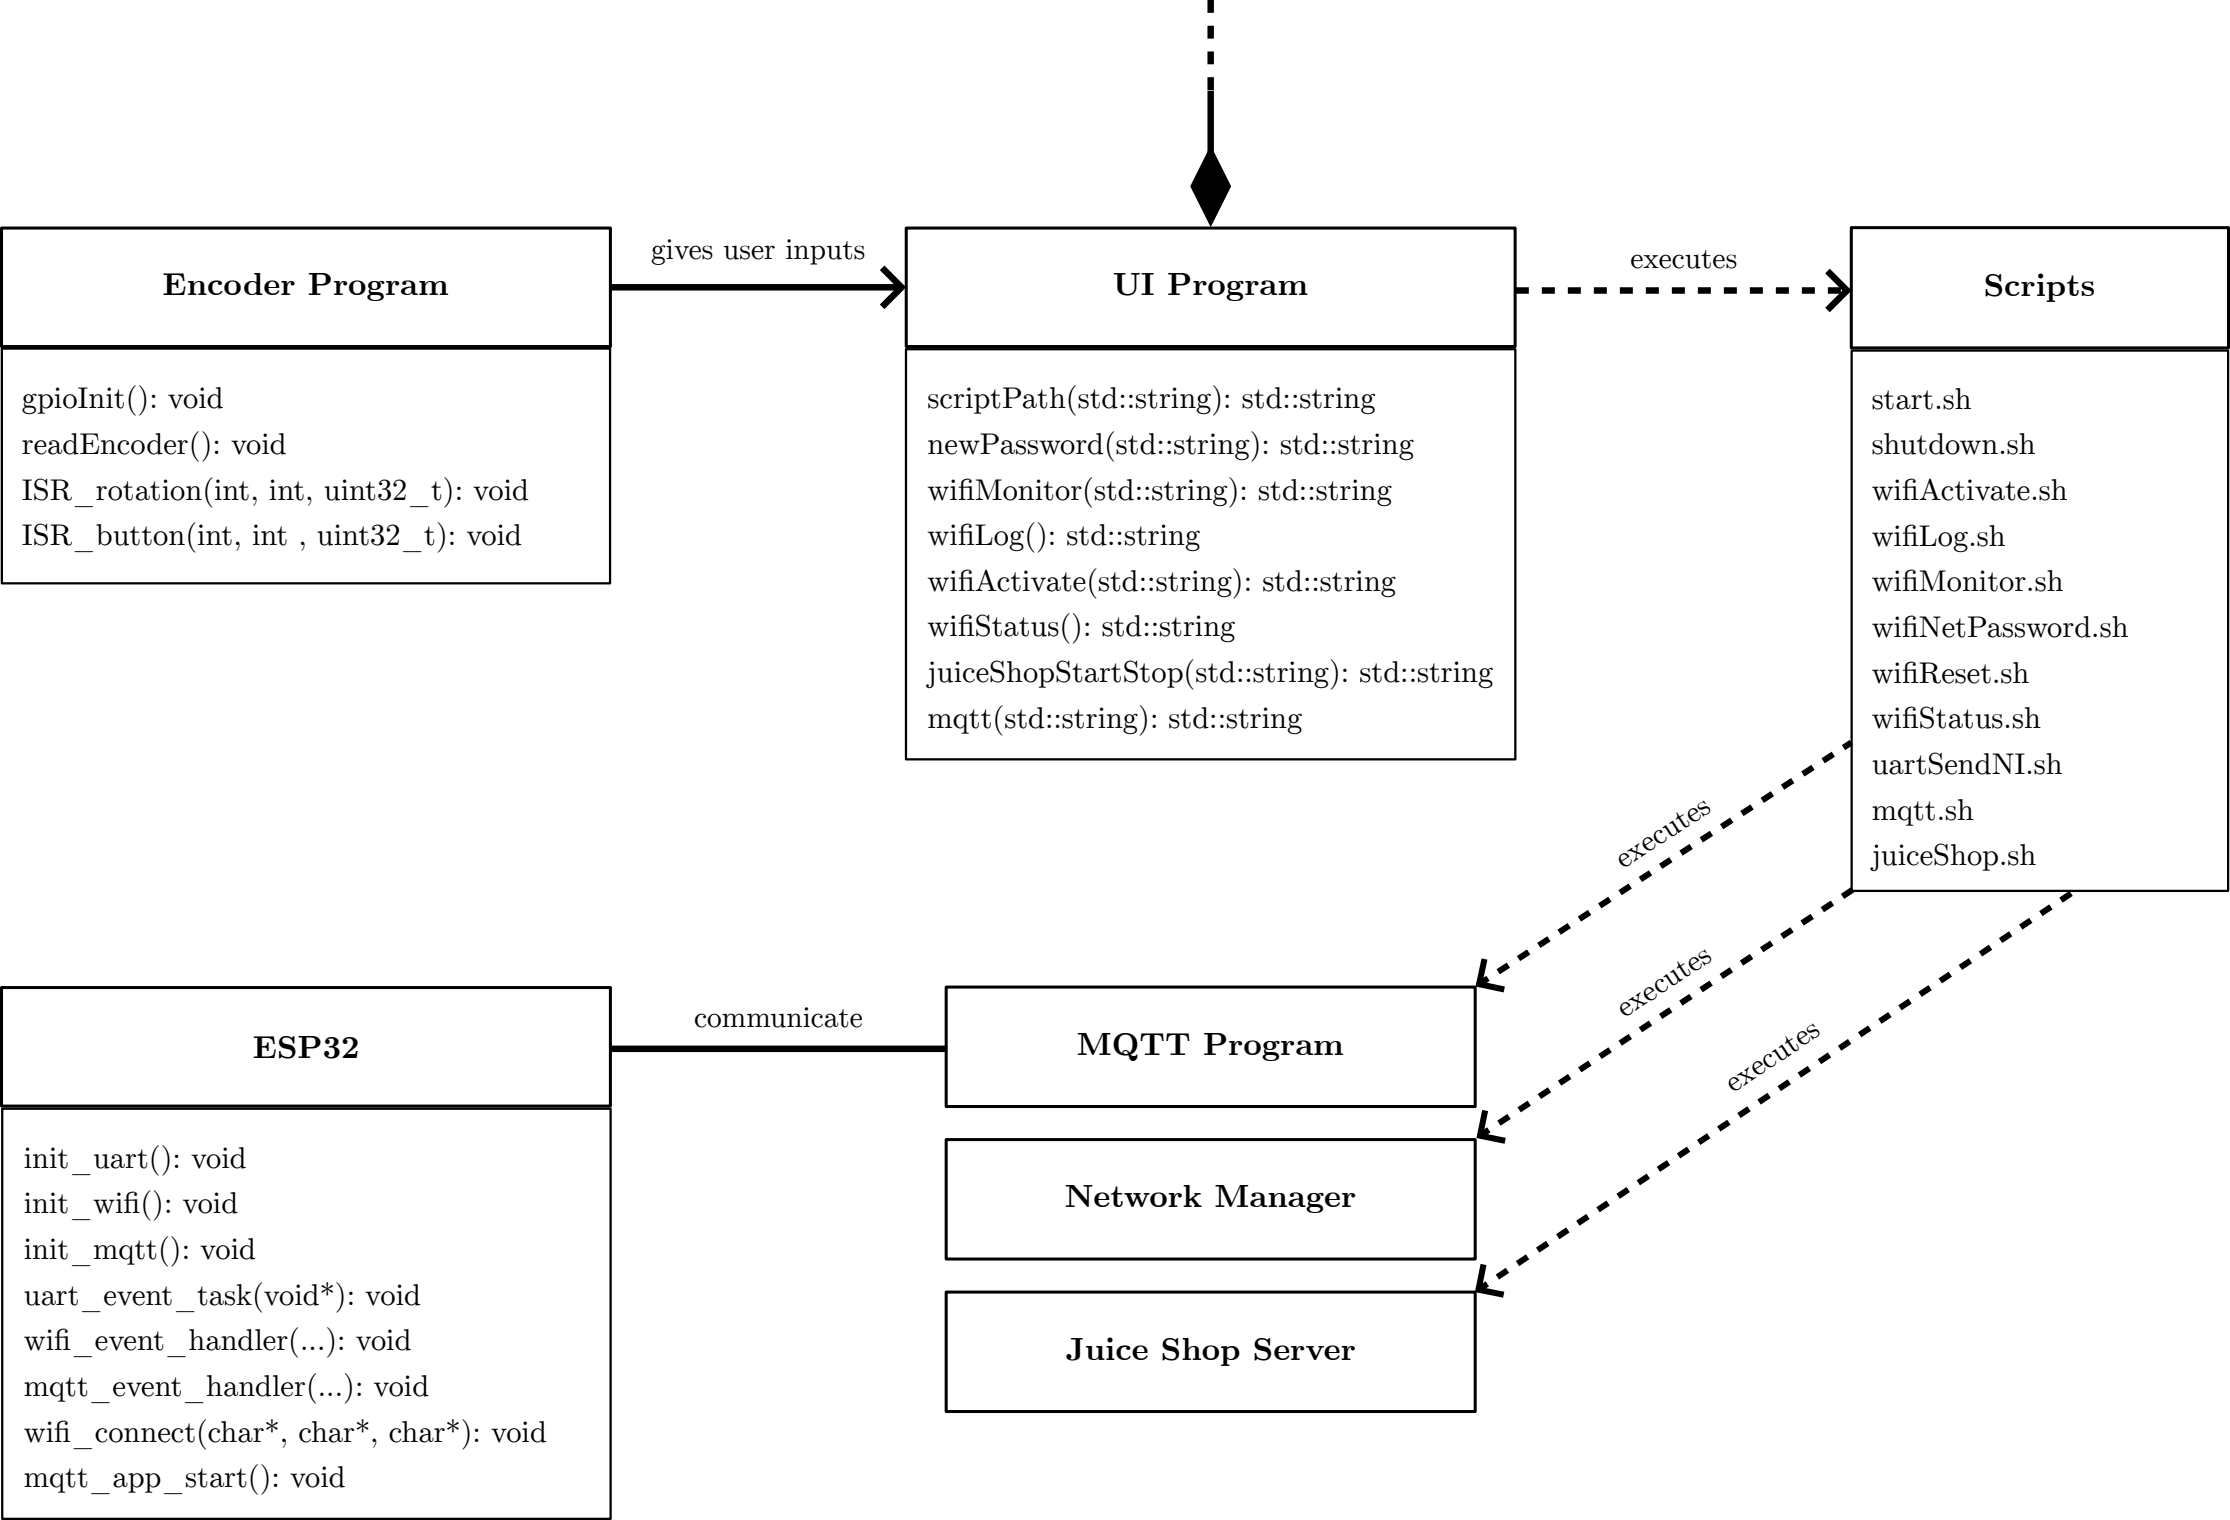 Encoder Program
gpioInit(): void
readEncoder(): void
ISR_rotation(int, int, uint32_t): void
ISR_button(int, int , uint32_t): void
gives user inputs
UI Program
scriptPath(std::string): std::string
newPassword(std::string): std::string
wifiMonitor(std::string): std::string
wifiLog(): std::string
wifiActivate(std::string): std::string
wifiStatus(): std::string
juiceShopStartStop(std::string): std::string
mqtt(std::string): std::string
executes
Scripts
start.sh
shutdown.sh
wifiActivate.sh
wifiLog.sh
wifiMonitor.sh
wifiNetPassword.sh
wifiReset.sh
wifiStatus.sh
uartSendNI.sh
mqtt.sh
juiceShop.sh
executes
executes
executes
ESP32
init_uart(): void
init_wifi(): void
init_mqtt(): void
uart_event_task(void*): void
wifi_event_handler(...): void
mqtt_event_handler(...): void
wifi_connect(char*, char*, char*): void
mqtt_app_start(): void
communicate
MQTT Program
Network Manager
Juice Shop Server